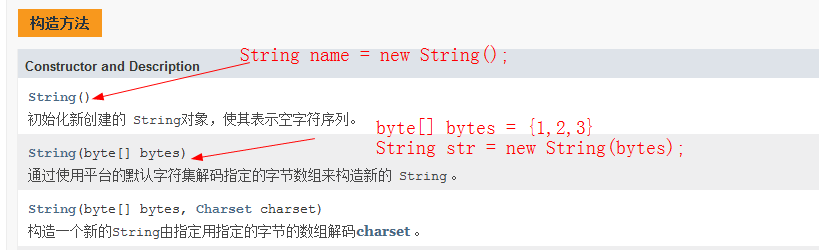 构造方法
String name = new String();
Constructor and Description
String()
初始化新创建的 String对象，使其表示空字符序列。
byte[] bytes = {1,2,3}
String str = new String(bytes);
String(byte[] bytes)
通过使用平台的默认字符集解码指定的字节数组来构造新的 String 。
String(byte[] bytes, Charset charset)
构造一个新的String由指定用指定的字节的数组解码charset 。